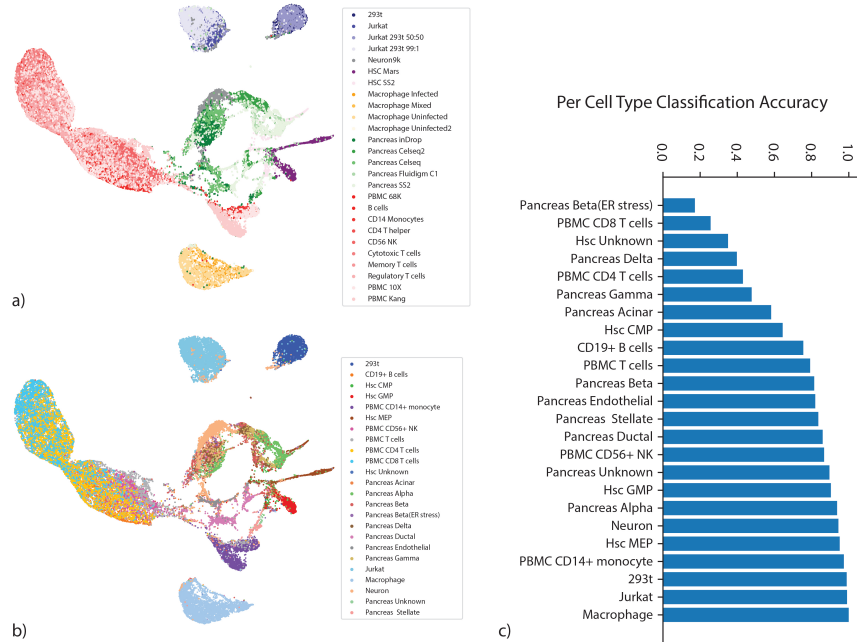 293t
Jurkat
Jurkat 293t 50:50
Jurkat 293t 99:1
Neuron9k
HSC Mars
HSC SS2
Macrophage Infected
Macrophage Mixed
Macrophage Uninfected
Macrophage Uninfected2
Pancreas inDrop
Pancreas Celseq2
Pancreas Celseq
Pancreas Fluidigm C1
Pancreas SS2
PBMC 68K
B cells
CD14 Monocytes
CD4 T helper
CD56 NK
Cytotoxic T cells
Memory T cells
Regulatory T cells
PBMC 10X
PBMC Kang
a)
293t
CD19+ B cells
Hsc CMP
Hsc GMP
PBMC CD14+ monocyte
Hsc MEP
PBMC CD56+ NK
PBMC T cells
PBMC CD4 T cells
PBMC CD8 T cells
Hsc Unknown
Pancreas Acinar
Pancreas Alpha
Pancreas Beta
Pancreas Beta(ER stress)
Pancreas Delta
Pancreas Ductal
Pancreas Endothelial
Pancreas Gamma
Jurkat
Macrophage
Neuron
Pancreas Unknown
Pancreas  Stellate
b)
Per Cell Type Classification Accuracy
0.0
0.2
0.4
0.6
0.8
1.0
Pancreas Beta(ER stress)
PBMC CD8 T cells
Hsc Unknown
Pancreas Delta
PBMC CD4 T cells
Pancreas Gamma
Pancreas Acinar
Hsc CMP
CD19+ B cells
PBMC T cells
Pancreas Beta
Pancreas Endothelial
Pancreas  Stellate
Pancreas Ductal
PBMC CD56+ NK
Pancreas Unknown
Hsc GMP
Pancreas Alpha
Neuron
Hsc MEP
PBMC CD14+ monocyte
293t
Jurkat
Macrophage
c)